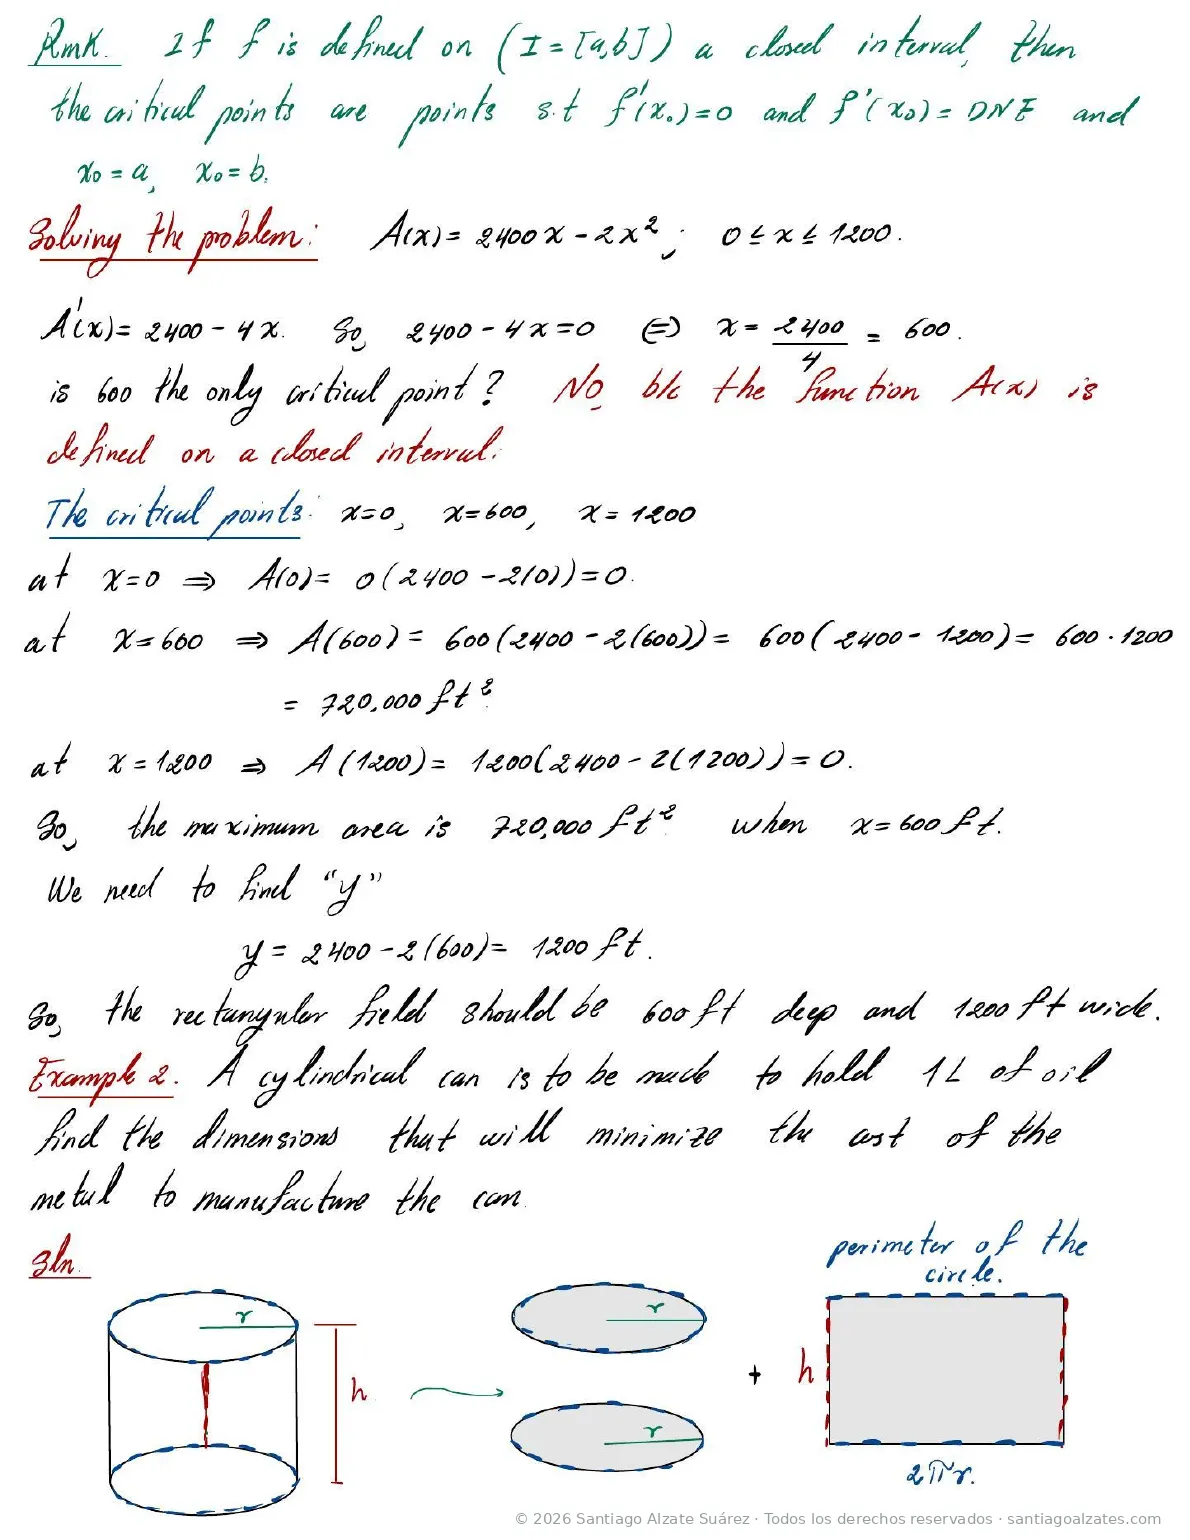 Rmk. If f is defined on (I = [a,b]) a closed interval, then
the critical points are points s.t f'(x₀)=0 and f'(x₀)= DNE and
x₀ = a, x₀ = b.
Solving the problem: A(x) = 2400x - 2x² ; 0 ≤ x ≤ 1200.
A'(x) = 2400 - 4x. So, 2400 - 4x = 0 ⇔ x = 2400/4 = 600.
is 600 the only critical point? No, b/c the function A(x) is
defined on a closed interval.
The critical points: x=0, x=600, x=1200
at x=0 ⇒ A(0)= 0(2400-2(0))=0.
at x=600 ⇒ A(600) = 600(2400-2(600)) = 600(2400-1200) = 600·1200
= 720,000 ft².
at x=1200 ⇒ A(1200) = 1200(2400-2(1200)) = 0.
So, the maximum area is 720,000 ft² when x=600 ft.
We need to find "y"
y = 2400-2(600) = 1200 ft.
So, the rectangular field should be 600 ft deep and 1200 ft wide.
Example 2. A cylindrical can is to be made to hold 1L of oil
find the dimensions that will minimize the cost of the
metal to manufacture the can.
Sln.
perimeter of the
circle.
r
h
r
r
+
h
2πr.
© 2026 Santiago Alzate Suárez · Todos los derechos reservados · santiagoalzates.com